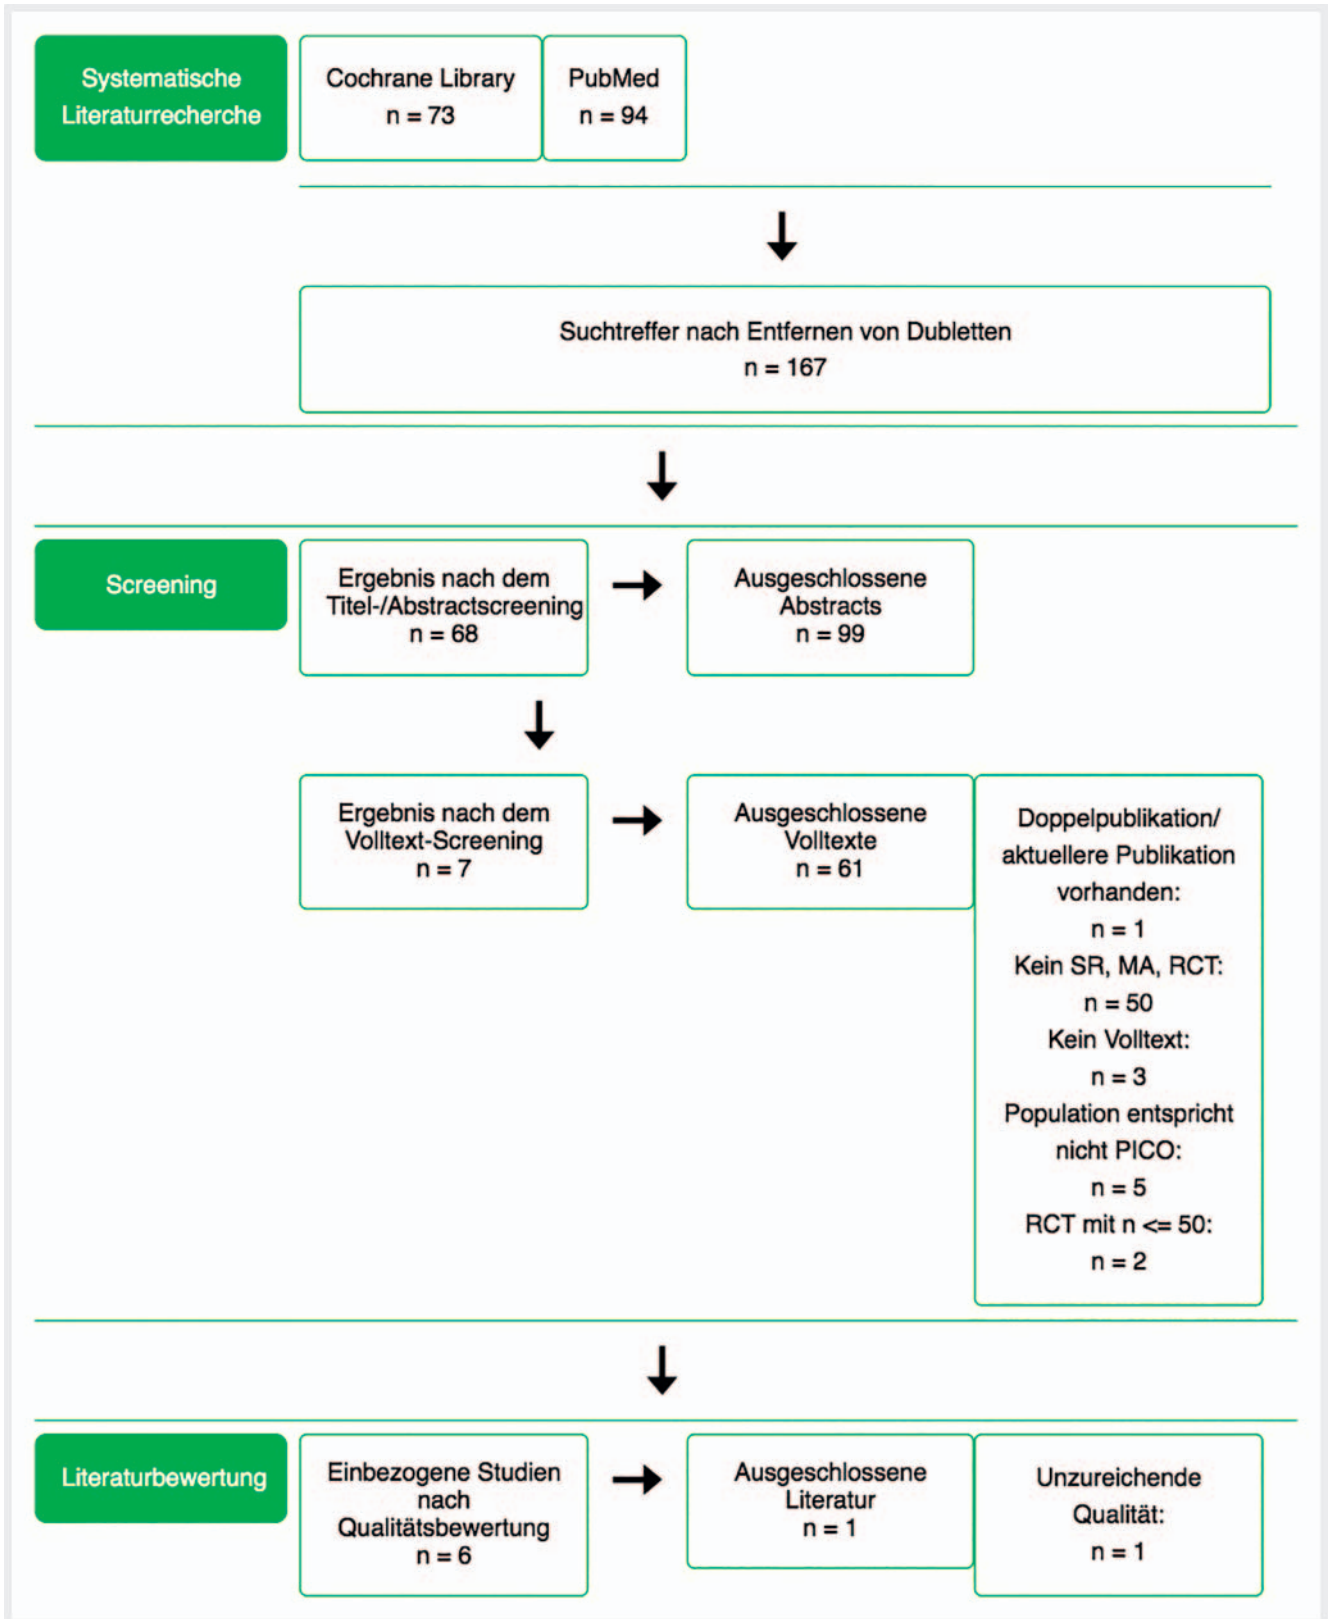 Systematische
Literaturrecherche
Cochrane Library
n = 73
PubMed
n = 94
Suchtreffer nach Entfernen von Dubletten
n = 167
Screening
Ergebnis nach dem
Titel-/Abstractscreening
n = 68
Ausgeschlossene
Abstracts
n = 99
Ergebnis nach dem
Volltext-Screening
n = 7
Ausgeschlossene
Volltexte
n = 61
Doppelpublikation/
aktuellere Publikation
vorhanden:
n = 1
Kein SR, MA, RCT:
n = 50
Kein Volltext:
n = 3
Population entspricht
nicht PICO:
n = 5
RCT mit n <= 50:
n = 2
Literaturbewertung
Einbezogene Studien
nach
Qualitätsbewertung
n = 6
Ausgeschlossene
Literatur
n = 1
Unzureichende
Qualität:
n = 1